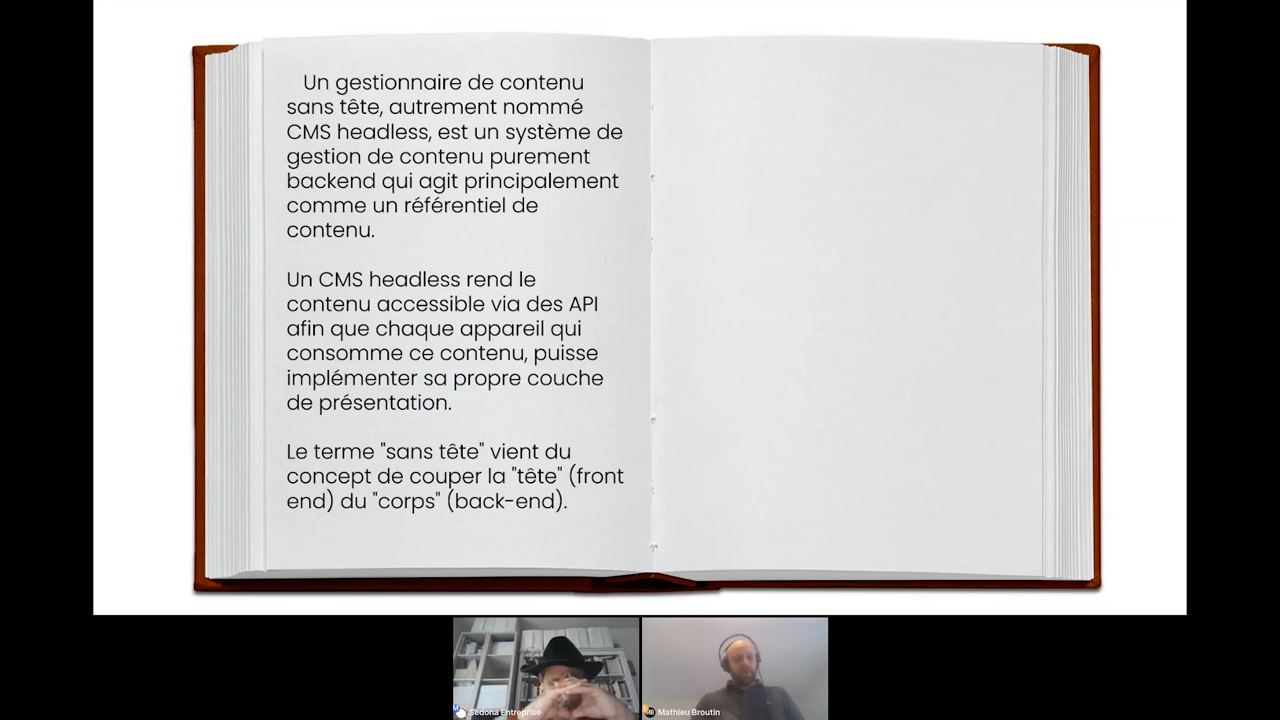 Un gestionnaire de contenu
sans tête, autrement nommé
CMS headless, est un système de
gestion de contenu purement
backend qui agit principalement
comme un référentiel de
contenu.
Un CMS headless rend le
contenu accessible via des API
afin que chaque appareil qui
consomme ce contenu, puisse
implémenter sa propre couche
de présentation.
Le terme "sans tête" vient du
concept de couper la "tête" (front
end) du "corps" (back-end).
Sedona Entreprise
Mathieu Broutin